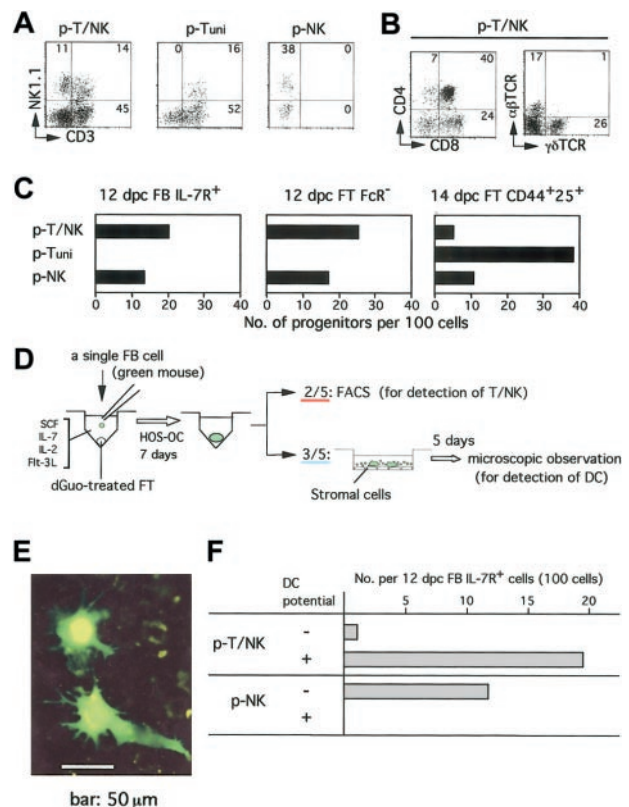 A
p-T/NK
p-Tuni
p-NK
11 14
45
0 16
52
38 0
0
NK1.1
CD3
B
p-T/NK
7 40
24
17 1
26
CD4
CD8
αβTCR
γδTCR
C
12 dpc FB IL-7R+
12 dpc FT FcR-
14 dpc FT CD44+25+
p-T/NK
p-Tuni
p-NK
0 10 20 30 40
0 10 20 30 40
0 10 20 30 40
No. of progenitors per 100 cells
D
a single FB cell
(green mouse)
SCF
IL-7
IL-2
Flt-3L
dGuo-treated FT
HOS-OC
7 days
2/5: FACS (for detection of T/NK)
3/5:
Stromal cells
5 days
microscopic observation
(for detection of DC)
E
bar: 50 μm
F
DC
potential
No. per 12 dpc FB IL-7R+ cells (100 cells)
5 10 15 20
p-T/NK
-
+
p-NK
-
+